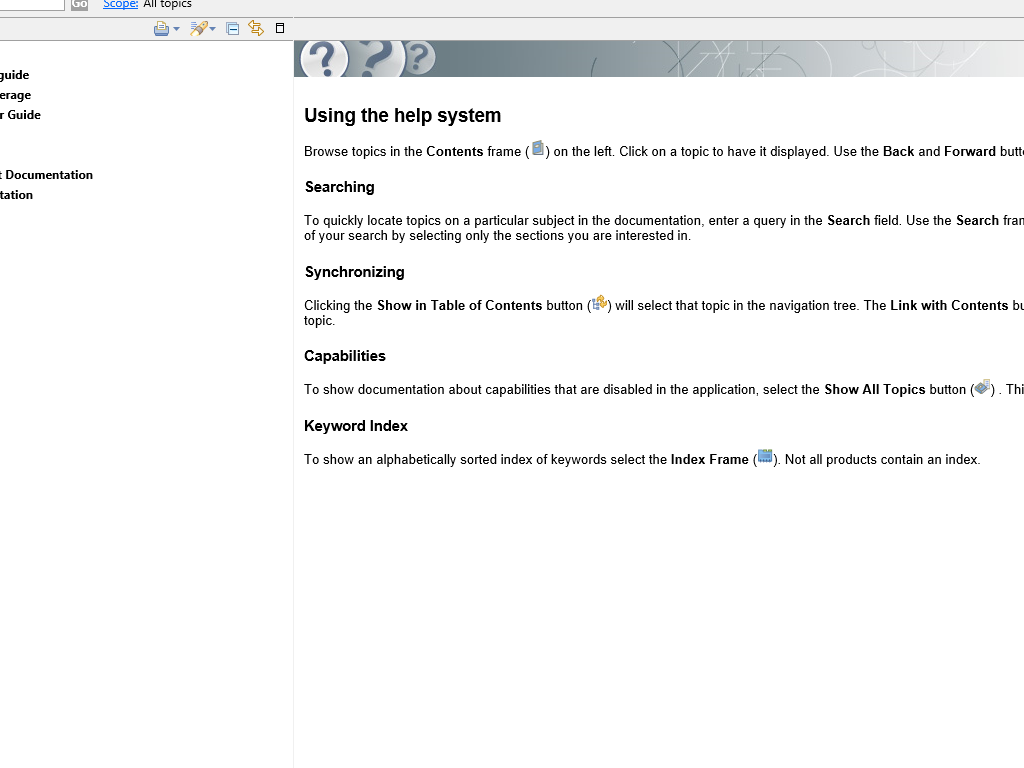 Go Scope: All topics
guide
erage
r Guide
t Documentation
tation
Using the help system
Browse topics in the Contents frame ( ) on the left. Click on a topic to have it displayed. Use the Back and Forward butt
Searching
To quickly locate topics on a particular subject in the documentation, enter a query in the Search field. Use the Search fra
of your search by selecting only the sections you are interested in.
Synchronizing
Clicking the Show in Table of Contents button ( ) will select that topic in the navigation tree. The Link with Contents bu
topic.
Capabilities
To show documentation about capabilities that are disabled in the application, select the Show All Topics button ( ) . Thi
Keyword Index
To show an alphabetically sorted index of keywords select the Index Frame ( ). Not all products contain an index.